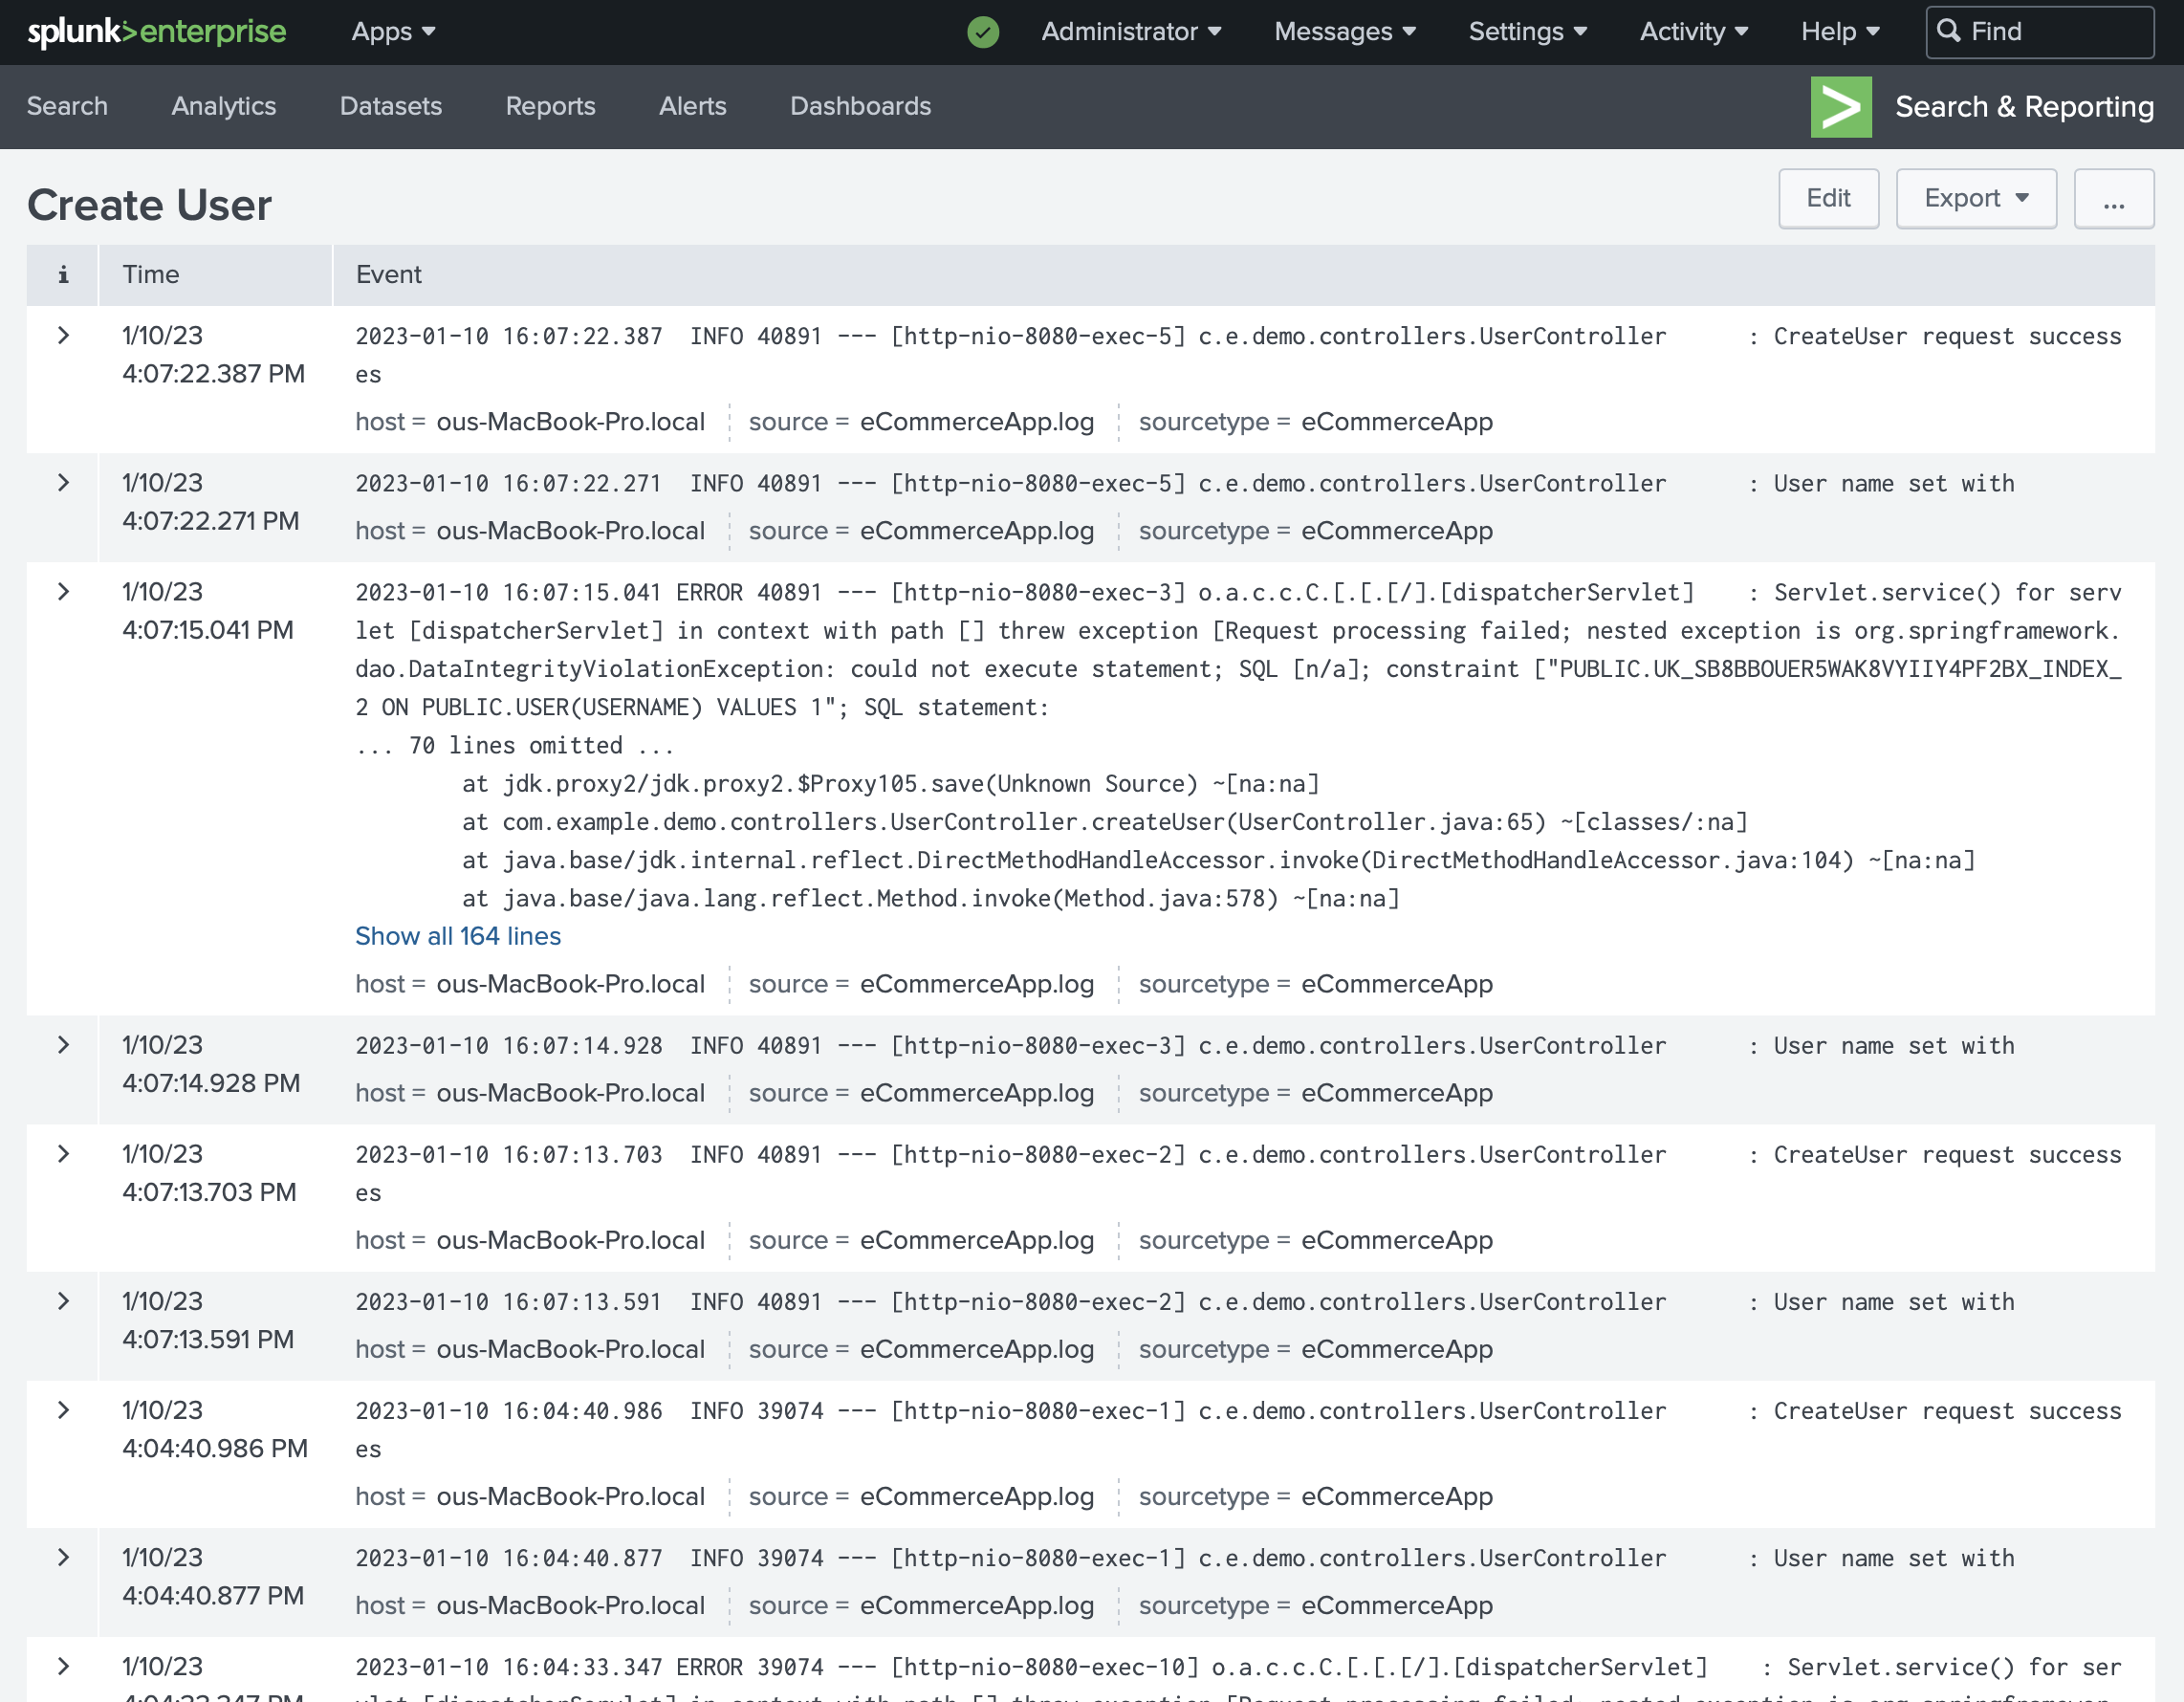 splunk>enterprise Apps Administrator Messages Settings Activity Help Find
Search Analytics Datasets Reports Alerts Dashboards Search & Reporting
Create User Edit Export ...
i Time Event
1/10/23 2023-01-10 16:07:22.387  INFO 40891 --- [http-nio-8080-exec-5] c.e.demo.controllers.UserController      : CreateUser request success
4:07:22.387 PM es
host = ous-MacBook-Pro.local source = eCommerceApp.log sourcetype = eCommerceApp
1/10/23 2023-01-10 16:07:22.271  INFO 40891 --- [http-nio-8080-exec-5] c.e.demo.controllers.UserController      : User name set with
4:07:22.271 PM host = ous-MacBook-Pro.local source = eCommerceApp.log sourcetype = eCommerceApp
1/10/23 2023-01-10 16:07:15.041 ERROR 40891 --- [http-nio-8080-exec-3] o.a.c.c.C.[.[.[/].[dispatcherServlet]    : Servlet.service() for serv
4:07:15.041 PM let [dispatcherServlet] in context with path [] threw exception [Request processing failed; nested exception is org.springframework.
dao.DataIntegrityViolationException: could not execute statement; SQL [n/a]; constraint ["PUBLIC.UK_SB8BBOUER5WAK8VYIIY4PF2BX_INDEX_
2 ON PUBLIC.USER(USERNAME) VALUES 1"; SQL statement:
... 70 lines omitted ...
at jdk.proxy2/jdk.proxy2.$Proxy105.save(Unknown Source) ~[na:na]
at com.example.demo.controllers.UserController.createUser(UserController.java:65) ~[classes/:na]
at java.base/jdk.internal.reflect.DirectMethodHandleAccessor.invoke(DirectMethodHandleAccessor.java:104) ~[na:na]
at java.base/java.lang.reflect.Method.invoke(Method.java:578) ~[na:na]
Show all 164 lines
host = ous-MacBook-Pro.local source = eCommerceApp.log sourcetype = eCommerceApp
1/10/23 2023-01-10 16:07:14.928  INFO 40891 --- [http-nio-8080-exec-3] c.e.demo.controllers.UserController      : User name set with
4:07:14.928 PM host = ous-MacBook-Pro.local source = eCommerceApp.log sourcetype = eCommerceApp
1/10/23 2023-01-10 16:07:13.703  INFO 40891 --- [http-nio-8080-exec-2] c.e.demo.controllers.UserController      : CreateUser request success
4:07:13.703 PM es
host = ous-MacBook-Pro.local source = eCommerceApp.log sourcetype = eCommerceApp
1/10/23 2023-01-10 16:07:13.591  INFO 40891 --- [http-nio-8080-exec-2] c.e.demo.controllers.UserController      : User name set with
4:07:13.591 PM host = ous-MacBook-Pro.local source = eCommerceApp.log sourcetype = eCommerceApp
1/10/23 2023-01-10 16:04:40.986  INFO 39074 --- [http-nio-8080-exec-1] c.e.demo.controllers.UserController      : CreateUser request success
4:04:40.986 PM es
host = ous-MacBook-Pro.local source = eCommerceApp.log sourcetype = eCommerceApp
1/10/23 2023-01-10 16:04:40.877  INFO 39074 --- [http-nio-8080-exec-1] c.e.demo.controllers.UserController      : User name set with
4:04:40.877 PM host = ous-MacBook-Pro.local source = eCommerceApp.log sourcetype = eCommerceApp
1/10/23 2023-01-10 16:04:33.347 ERROR 39074 --- [http-nio-8080-exec-10] o.a.c.c.C.[.[.[/].[dispatcherServlet]    : Servlet.service() for ser